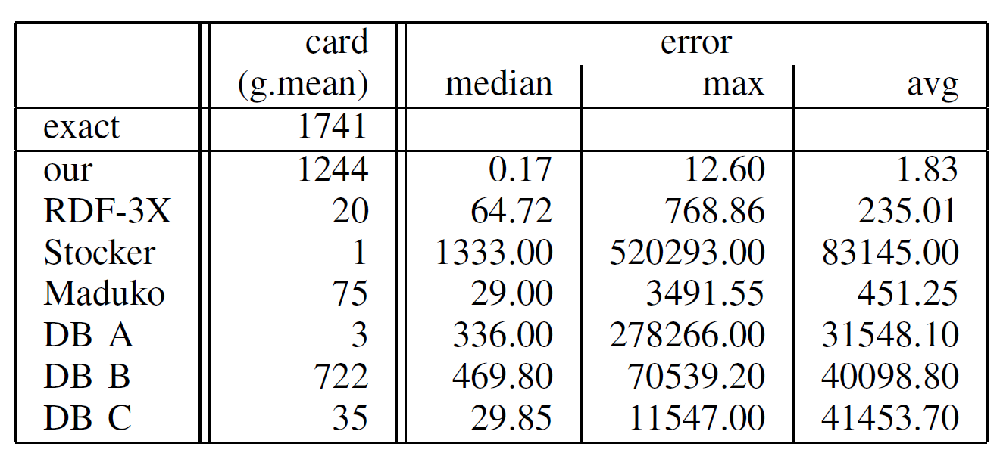 card error
(g.mean) median max avg
exact 1741
our 1244 0.17 12.60 1.83
RDF-3X 20 64.72 768.86 235.01
Stocker 1 1333.00 520293.00 83145.00
Maduko 75 29.00 3491.55 451.25
DB A 3 336.00 278266.00 31548.10
DB B 722 469.80 70539.20 40098.80
DB C 35 29.85 11547.00 41453.70